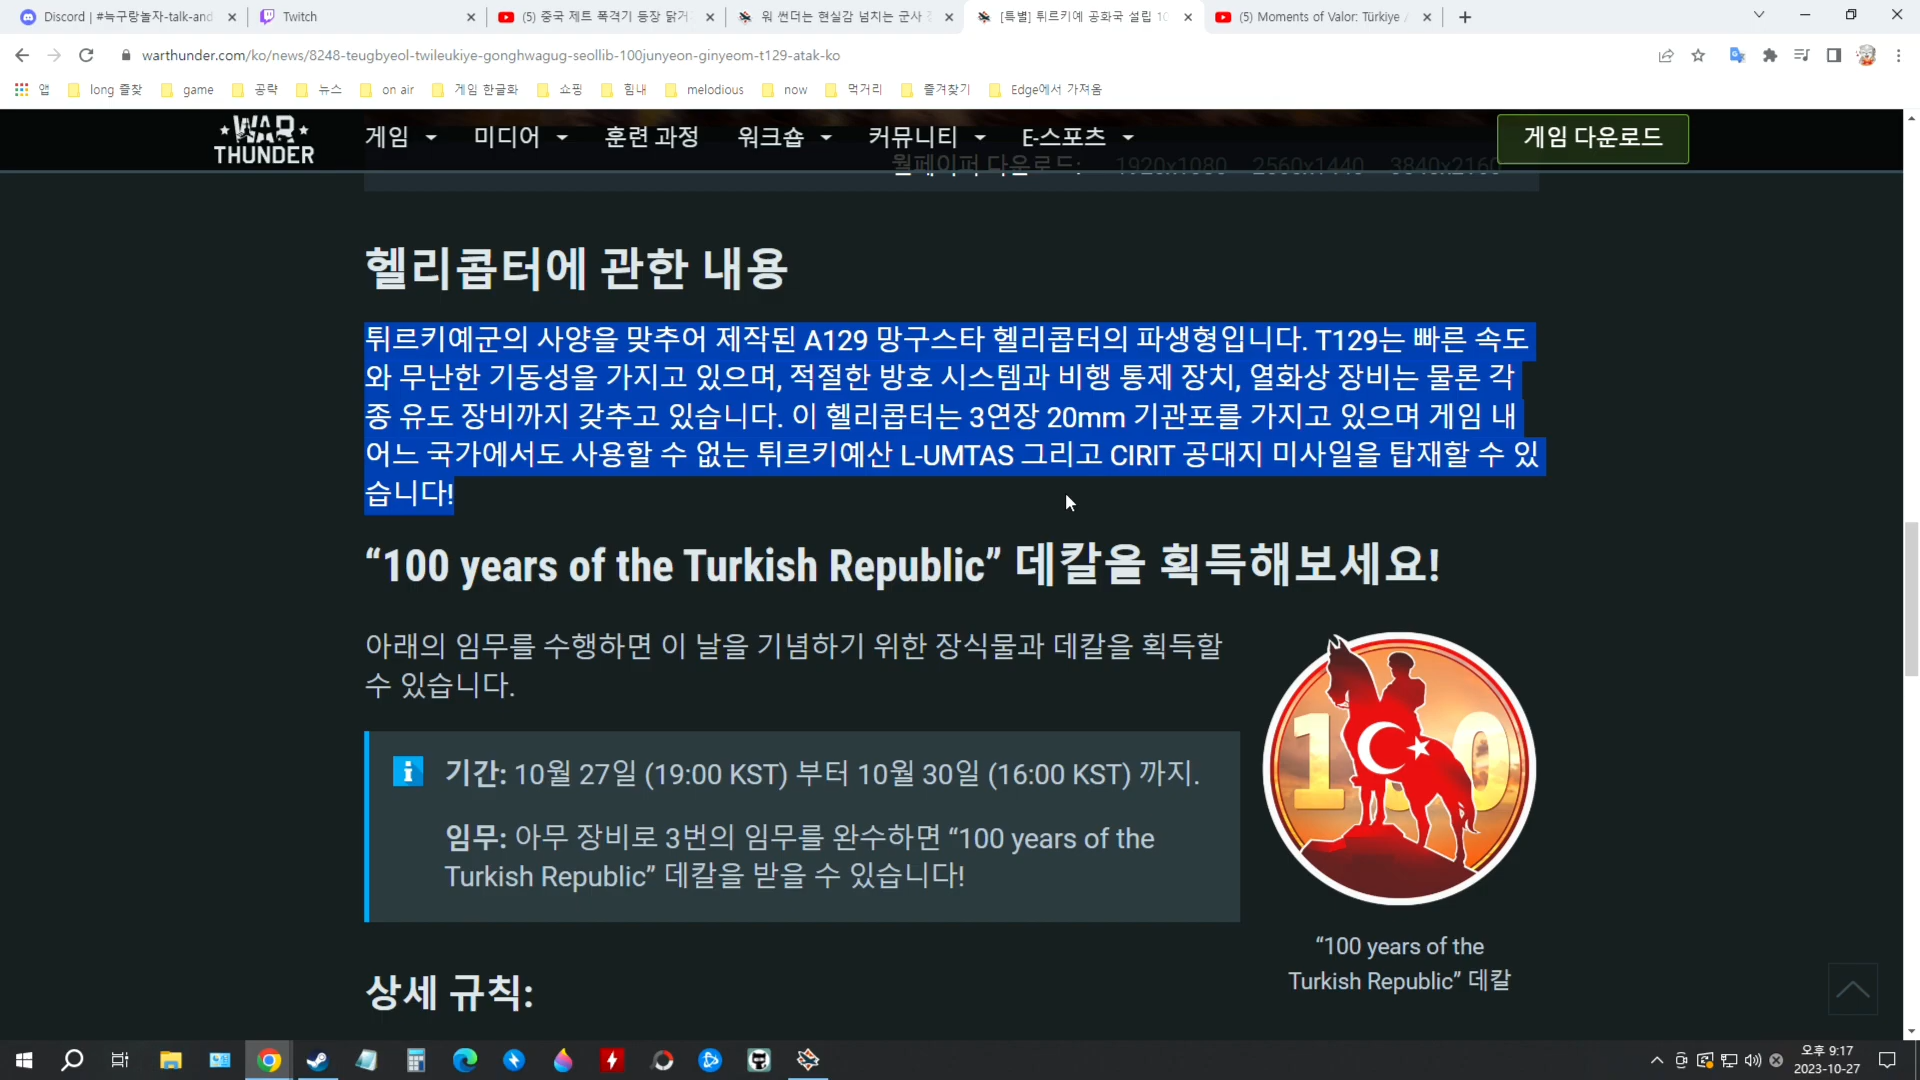 Discord | #늑구랑놀자-talk-and
Twitch
(5) 중국 제트 폭격기 등장 닭거
워 썬더는 현실감 넘치는 군사
[특별] 튀르키예 공화국 설립 10
(5) Moments of Valor: Türkiye
warthunder.com/ko/news/8248-teugbyeol-twileukiye-gonghwagug-seollib-100junyeon-ginyeom-t129-atak-ko
앱 long 즐찾 game 공략 뉴스 on air 게임 한글화 쇼핑 힘내 melodious now 먹거리 즐겨찾기 Edge에서 가져옴
WAR THUNDER
게임 미디어 훈련 과정 워크숍 커뮤니티 E-스포츠 게임 다운로드
월페이퍼 다운로드: 1920x1080 2560x1440 3840x2160
헬리콥터에 관한 내용
튀르키예군의 사양을 맞추어 제작된 A129 망구스타 헬리콥터의 파생형입니다. T129는 빠른 속도
와 무난한 기동성을 가지고 있으며, 적절한 방호 시스템과 비행 통제 장치, 열화상 장비는 물론 각
종 유도 장비까지 갖추고 있습니다. 이 헬리콥터는 3연장 20mm 기관포를 가지고 있으며 게임 내
어느 국가에서도 사용할 수 없는 튀르키예산 L-UMTAS 그리고 CIRIT 공대지 미사일을 탑재할 수 있
습니다!
“100 years of the Turkish Republic” 데칼을 획득해보세요!
아래의 임무를 수행하면 이 날을 기념하기 위한 장식물과 데칼을 획득할
수 있습니다.
기간: 10월 27일 (19:00 KST) 부터 10월 30일 (16:00 KST) 까지.
임무: 아무 장비로 3번의 임무를 완수하면 “100 years of the
Turkish Republic” 데칼을 받을 수 있습니다!
“100 years of the
Turkish Republic” 데칼
상세 규칙:
오후 9:17
2023-10-27